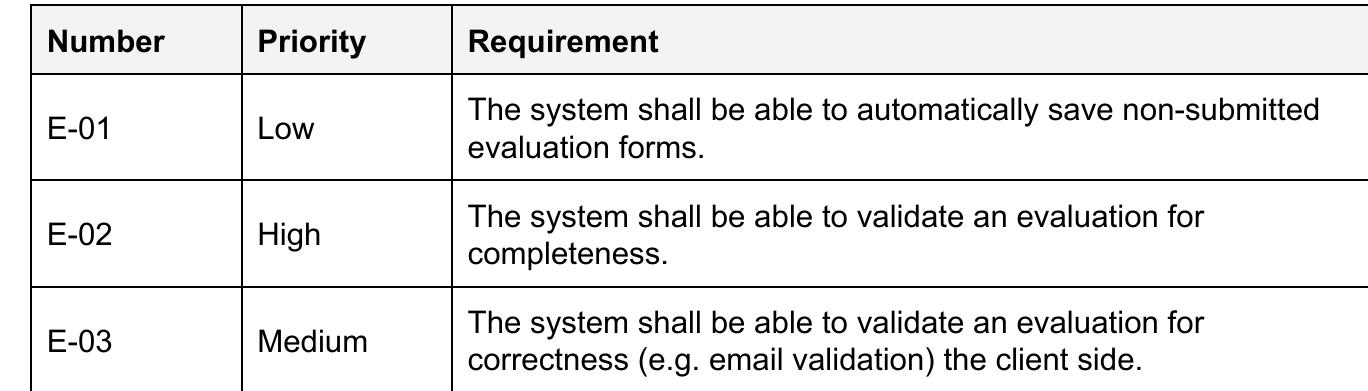 Number Priority Requirement
E-01 Low The system shall be able to automatically save non-submitted
evaluation forms.
E-02 High The system shall be able to validate an evaluation for
completeness.
E-03 Medium The system shall be able to validate an evaluation for
correctness (e.g. email validation) the client side.